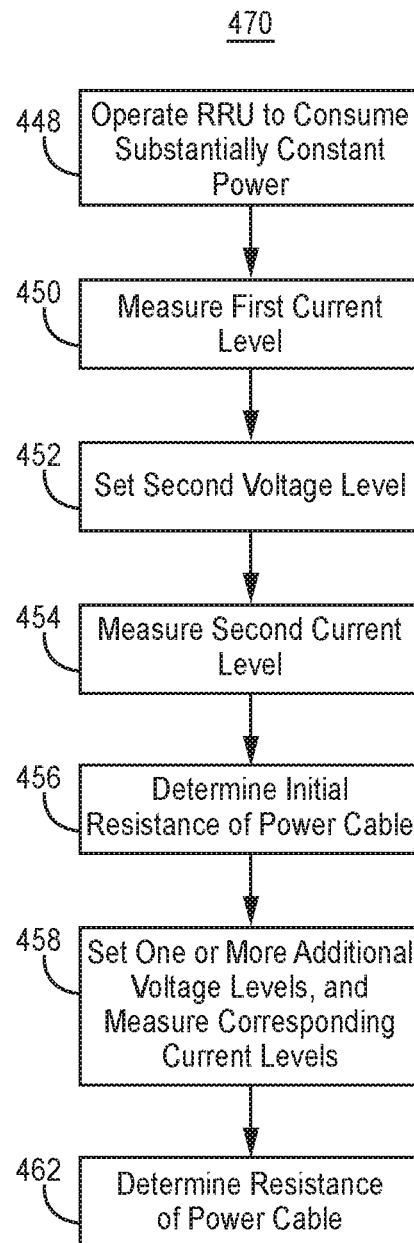 470
448
Operate RRU to Consume
Substantially Constant
Power
450
Measure First Current
Level
452
Set Second Voltage Level
454
Measure Second Current
Level
456
Determine Initial
Resistance of Power Cable
458
Set One or More Additional
Voltage Levels, and
Measure Corresponding
Current Levels
462
Determine Resistance
of Power Cable